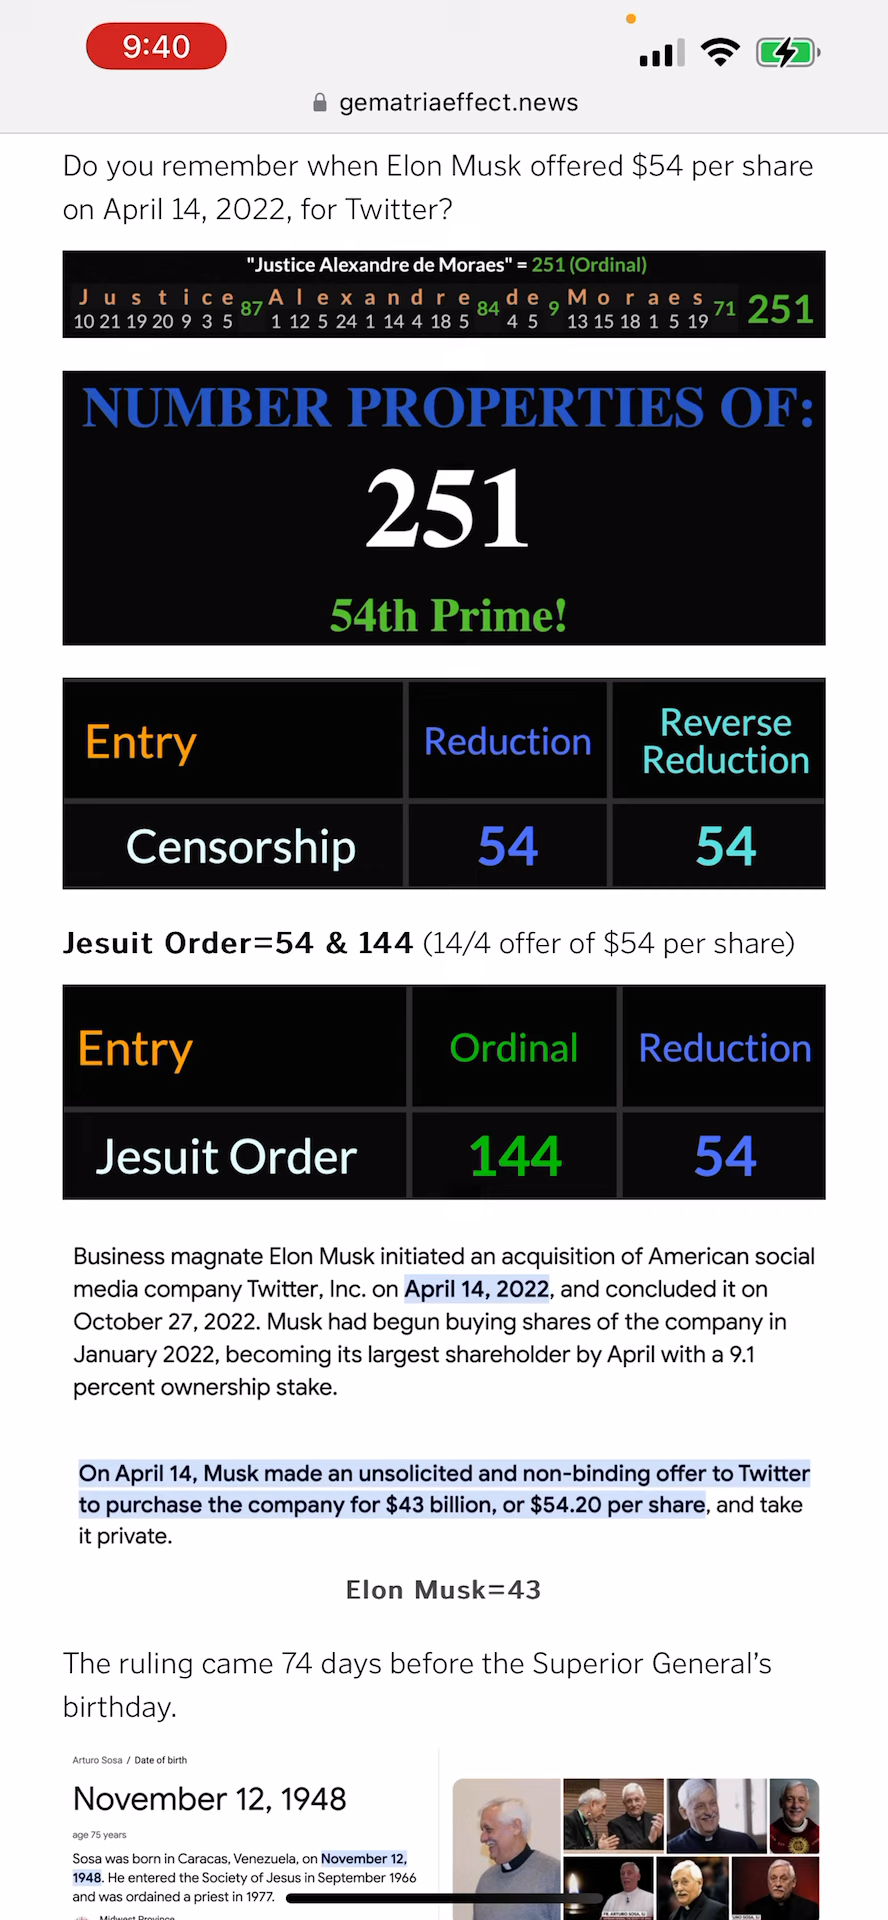 9:40
gematriaeffect.news
Do you remember when Elon Musk offered $54 per share
on April 14, 2022, for Twitter?
"Justice Alexandre de Moraes" = 251 (Ordinal)
J u s t i c e 87 A l e x a n d r e 84 d e 9 M o r a e s 71 251
10 21 19 20 9 3 5 1 12 5 24 1 14 4 18 5 4 5 13 15 18 1 5 19
NUMBER PROPERTIES OF:
251
54th Prime!
Entry Reduction Reverse
Reduction
Censorship 54 54
Jesuit Order=54 & 144 (14/4 offer of $54 per share)
Entry Ordinal Reduction
Jesuit Order 144 54
Business magnate Elon Musk initiated an acquisition of American social
media company Twitter, Inc. on April 14, 2022, and concluded it on
October 27, 2022. Musk had begun buying shares of the company in
January 2022, becoming its largest shareholder by April with a 9.1
percent ownership stake.
On April 14, Musk made an unsolicited and non-binding offer to Twitter
to purchase the company for $43 billion, or $54.20 per share, and take
it private.
Elon Musk=43
The ruling came 74 days before the Superior General's
birthday.
Arturo Sosa / Date of birth
November 12, 1948
age 75 years
Sosa was born in Caracas, Venezuela, on November 12,
1948. He entered the Society of Jesus in September 1966
and was ordained a priest in 1977.
Midwest Province